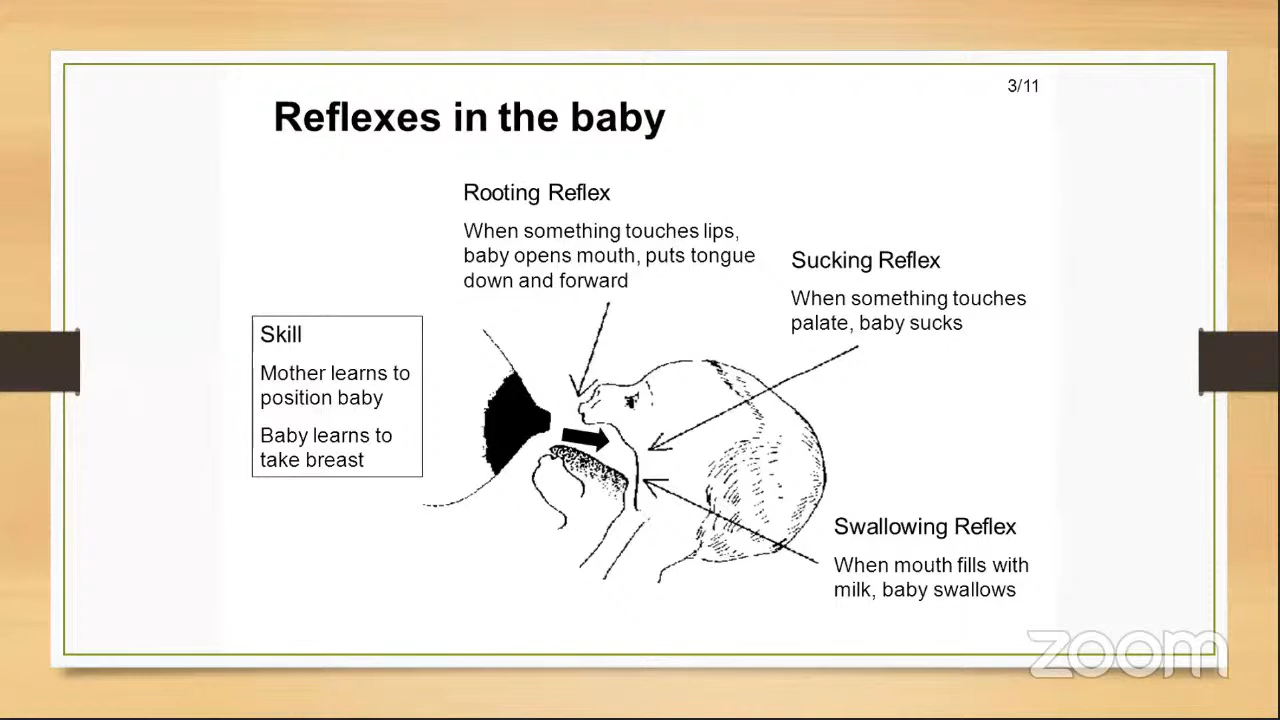 3/11
Reflexes in the baby
Rooting Reflex
When something touches lips,
baby opens mouth, puts tongue
down and forward
Sucking Reflex
When something touches
palate, baby sucks
Skill
Mother learns to
position baby
Baby learns to
take breast
Swallowing Reflex
When mouth fills with
milk, baby swallows
zoom